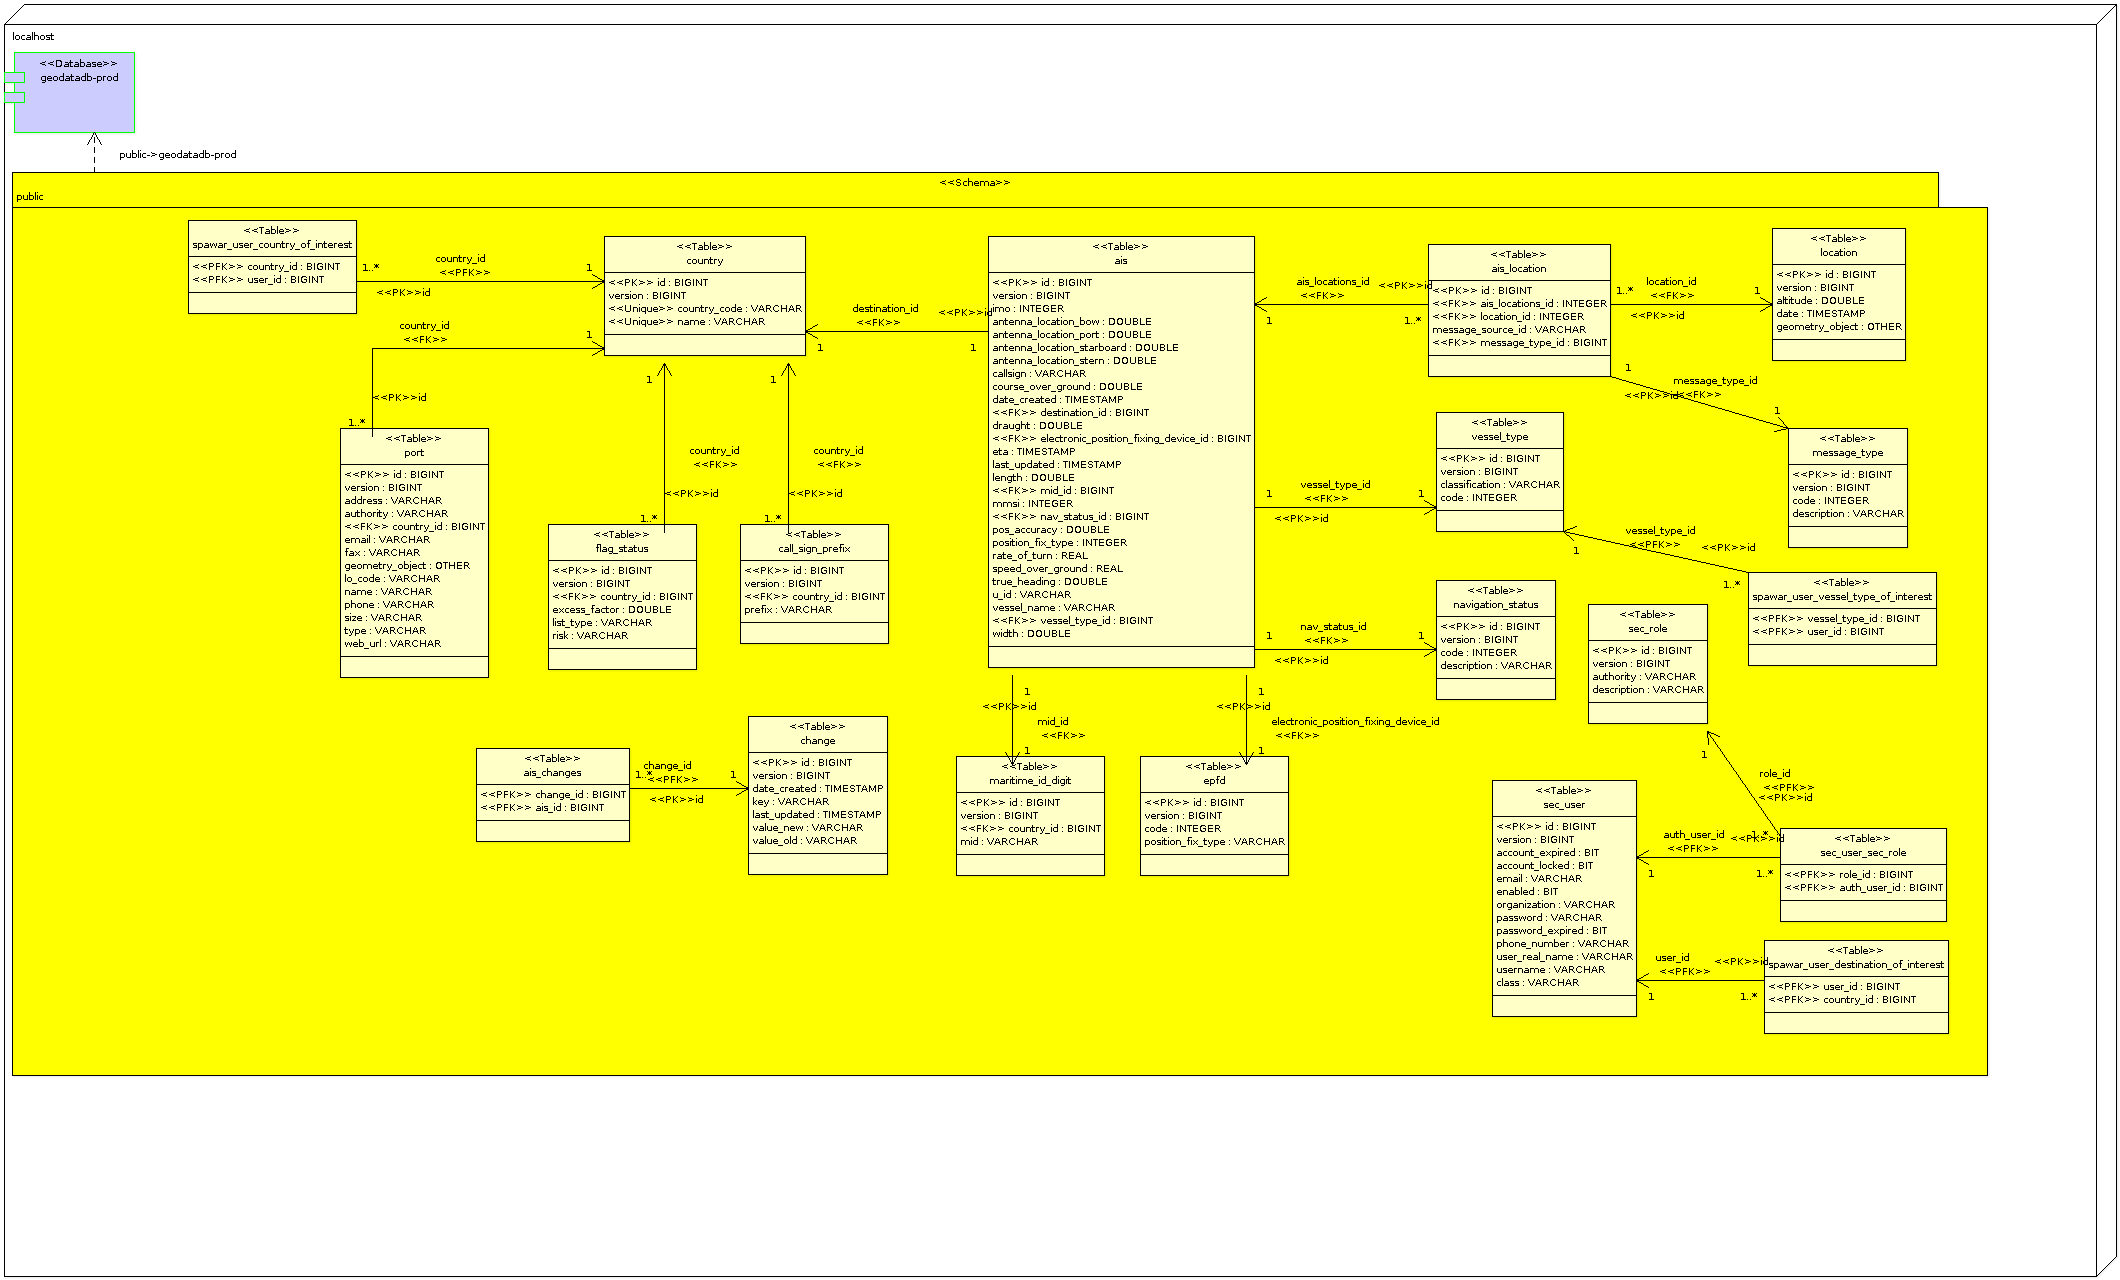 localhost
<<Database>>
geodatadb-prod
public->geodatadb-prod
<<Schema>>
public
<<Table>>
spawar_user_country_of_interest
<<PFK>> country_id : BIGINT
<<PFK>> user_id : BIGINT
1..*
country_id
<<PFK>>
1
<<PK>>id
<<Table>>
country
<<PK>> id : BIGINT
version : BIGINT
<<Unique>> country_code : VARCHAR
<<Unique>> name : VARCHAR
country_id
<<FK>>
1
<<PK>>id
1..*
<<Table>>
port
<<PK>> id : BIGINT
version : BIGINT
address : VARCHAR
authority : VARCHAR
<<FK>> country_id : BIGINT
email : VARCHAR
fax : VARCHAR
geometry_object : OTHER
lo_code : VARCHAR
name : VARCHAR
phone : VARCHAR
size : VARCHAR
type : VARCHAR
web_url : VARCHAR
1
country_id
<<FK>>
<<PK>>id
1..*
<<Table>>
flag_status
<<PK>> id : BIGINT
version : BIGINT
<<FK>> country_id : BIGINT
excess_factor : DOUBLE
list_type : VARCHAR
risk : VARCHAR
1
country_id
<<FK>>
<<PK>>id
1..*
<<Table>>
call_sign_prefix
<<PK>> id : BIGINT
version : BIGINT
<<FK>> country_id : BIGINT
prefix : VARCHAR
destination_id
<<FK>>
<<PK>>id
1
1
<<Table>>
ais
<<PK>> id : BIGINT
version : BIGINT
imo : INTEGER
antenna_location_bow : DOUBLE
antenna_location_port : DOUBLE
antenna_location_starboard : DOUBLE
antenna_location_stern : DOUBLE
callsign : VARCHAR
course_over_ground : DOUBLE
date_created : TIMESTAMP
<<FK>> destination_id : BIGINT
draught : DOUBLE
<<FK>> electronic_position_fixing_device_id : BIGINT
eta : TIMESTAMP
last_updated : TIMESTAMP
length : DOUBLE
<<FK>> mid_id : BIGINT
mmsi : INTEGER
<<FK>> nav_status_id : BIGINT
pos_accuracy : DOUBLE
position_fix_type : INTEGER
rate_of_turn : REAL
speed_over_ground : REAL
true_heading : DOUBLE
u_id : VARCHAR
vessel_name : VARCHAR
<<FK>> vessel_type_id : BIGINT
width : DOUBLE
ais_locations_id
<<FK>>
<<PK>>id
1
1..*
<<Table>>
ais_location
<<PK>> id : BIGINT
<<FK>> ais_locations_id : INTEGER
<<FK>> location_id : INTEGER
message_source_id : VARCHAR
<<FK>> message_type_id : BIGINT
location_id
1..*
<<FK>>
1
<<PK>>id
<<Table>>
location
<<PK>> id : BIGINT
version : BIGINT
altitude : DOUBLE
date : TIMESTAMP
geometry_object : OTHER
1
message_type_id
<<PK>>id
<<FK>>
1
<<Table>>
message_type
<<PK>> id : BIGINT
version : BIGINT
code : INTEGER
description : VARCHAR
<<Table>>
vessel_type
<<PK>> id : BIGINT
version : BIGINT
classification : VARCHAR
code : INTEGER
vessel_type_id
1
<<FK>>
1
<<PK>>id
vessel_type_id
<<PFK>>
<<PK>>id
1
1..*
<<Table>>
spawar_user_vessel_type_of_interest
<<PFK>> vessel_type_id : BIGINT
<<PFK>> user_id : BIGINT
<<Table>>
navigation_status
<<PK>> id : BIGINT
version : BIGINT
code : INTEGER
description : VARCHAR
nav_status_id
1
<<FK>>
1
<<PK>>id
<<Table>>
sec_role
<<PK>> id : BIGINT
version : BIGINT
authority : VARCHAR
description : VARCHAR
1
<<PK>>id
mid_id
<<FK>>
1
<<Table>>
maritime_id_digit
<<PK>> id : BIGINT
version : BIGINT
<<FK>> country_id : BIGINT
mid : VARCHAR
1
<<PK>>id
electronic_position_fixing_device_id
<<FK>>
1
<<Table>>
epfd
<<PK>> id : BIGINT
version : BIGINT
code : INTEGER
position_fix_type : VARCHAR
<<Table>>
ais_changes
<<PFK>> change_id : BIGINT
<<PFK>> ais_id : BIGINT
change_id
1..*
<<PFK>>
1
<<PK>>id
<<Table>>
change
<<PK>> id : BIGINT
version : BIGINT
date_created : TIMESTAMP
key : VARCHAR
last_updated : TIMESTAMP
value_new : VARCHAR
value_old : VARCHAR
1
role_id
<<PFK>>
<<PK>>id
1..*
<<Table>>
sec_user
<<PK>> id : BIGINT
version : BIGINT
account_expired : BIT
account_locked : BIT
email : VARCHAR
enabled : BIT
organization : VARCHAR
password : VARCHAR
password_expired : BIT
phone_number : VARCHAR
user_real_name : VARCHAR
username : VARCHAR
class : VARCHAR
auth_user_id
<<PFK>>
<<PK>>id
1
1..*
<<Table>>
sec_user_sec_role
<<PFK>> role_id : BIGINT
<<PFK>> auth_user_id : BIGINT
user_id
<<PFK>>
<<PK>>id
1
1..*
<<Table>>
spawar_user_destination_of_interest
<<PFK>> user_id : BIGINT
<<PFK>> country_id : BIGINT